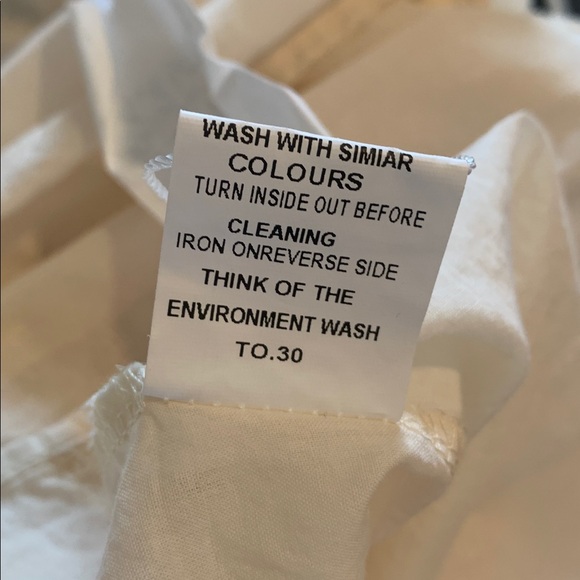 WASH WITH SIMIAR
COLOURS
TURN INSIDE OUT BEFORE
CLEANING
IRON ONREVERSE SIDE
THINK OF THE
ENVIRONMENT WASH
TO.30